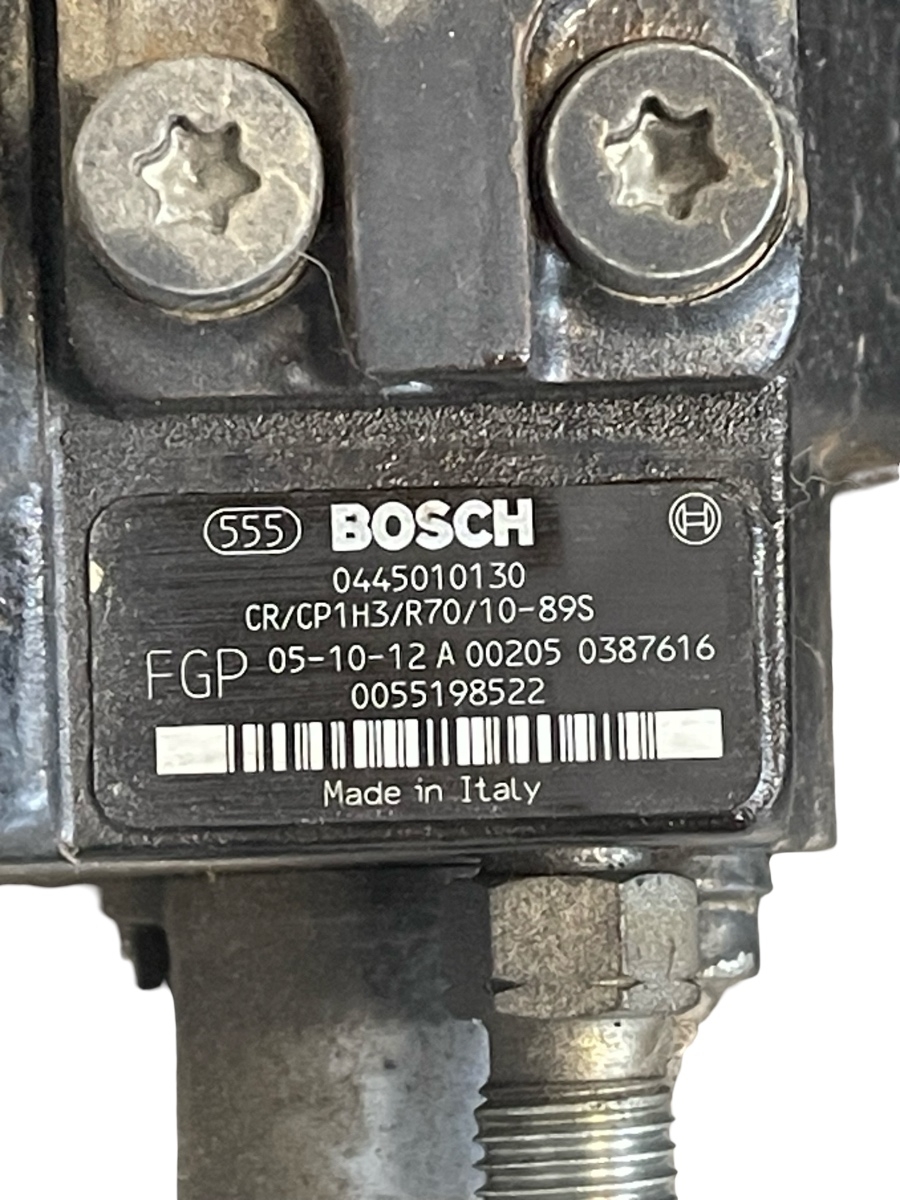 555 BOSCH
0445010130
CR/CP1H3/R70/10-89S
FGP 05-10-12 A 00205 0387616
0055198522
Made in Italy